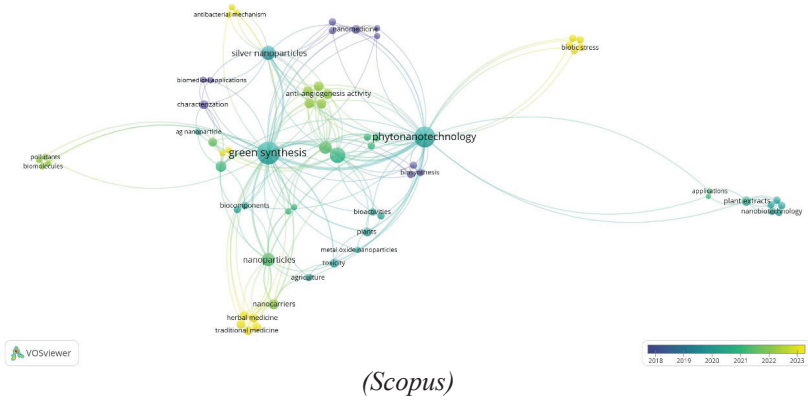 antibacterial mechanism
nanomedicine
silver nanoparticles
biotic stress
biomedical applications
anti-angiogenesis activity
characterization
ag nanopartine
phytonanotechnology
green synthesis
pollutants
biomolecules
biosynthesis
applications
plant extracts
nanobiotechnology
biocomponents
bioactivities
plants
metal oxide nanoparticles
nanoparticles
toxicity
agriculture
nanocarriers
herbal medicine
traditional medicine
VOSviewer
2018 2019 2020 2021 2022 2023
(Scopus)